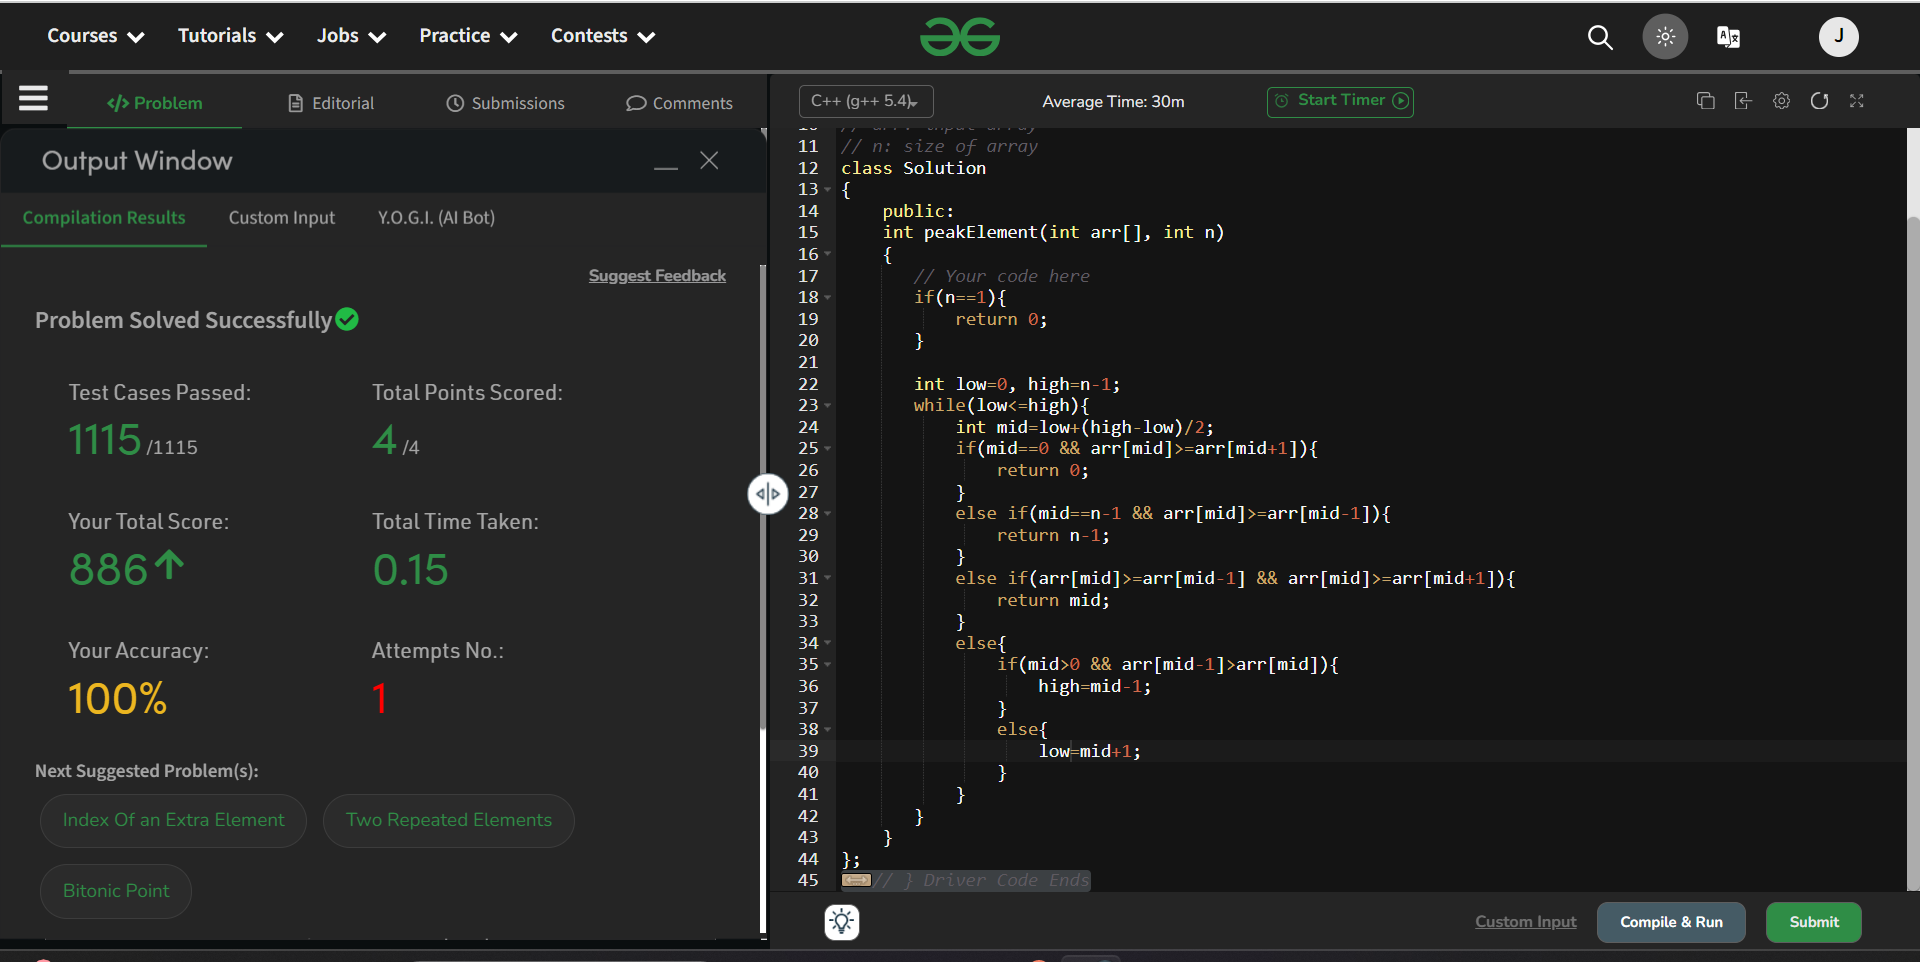 Courses Tutorials Jobs Practice Contests
J
Problem Editorial Submissions Comments
Output Window
Compilation Results Custom Input Y.O.G.I. (AI Bot)
Suggest Feedback
Problem Solved Successfully
Test Cases Passed: Total Points Scored:
1115 /1115 4 /4
Your Total Score: Total Time Taken:
886 0.15
Your Accuracy: Attempts No.:
100% 1
Next Suggested Problem(s):
Index Of an Extra Element Two Repeated Elements
Bitonic Point
C++ (g++ 5.4) Average Time: 30m Start Timer
10 // arr: input array
11 // n: size of array
12 class Solution
13 {
14 public:
15 int peakElement(int arr[], int n)
16 {
17 // Your code here
18 if(n==1){
19 return 0;
20 }
21
22 int low=0, high=n-1;
23 while(low<=high){
24 int mid=low+(high-low)/2;
25 if(mid==0 && arr[mid]>=arr[mid+1]){
26 return 0;
27 }
28 else if(mid==n-1 && arr[mid]>=arr[mid-1]){
29 return n-1;
30 }
31 else if(arr[mid]>=arr[mid-1] && arr[mid]>=arr[mid+1]){
32 return mid;
33 }
34 else{
35 if(mid>0 && arr[mid-1]>arr[mid]){
36 high=mid-1;
37 }
38 else{
39 low=mid+1;
40 }
41 }
42 }
43 }
44 };
45 // } Driver Code Ends
Custom Input Compile & Run Submit